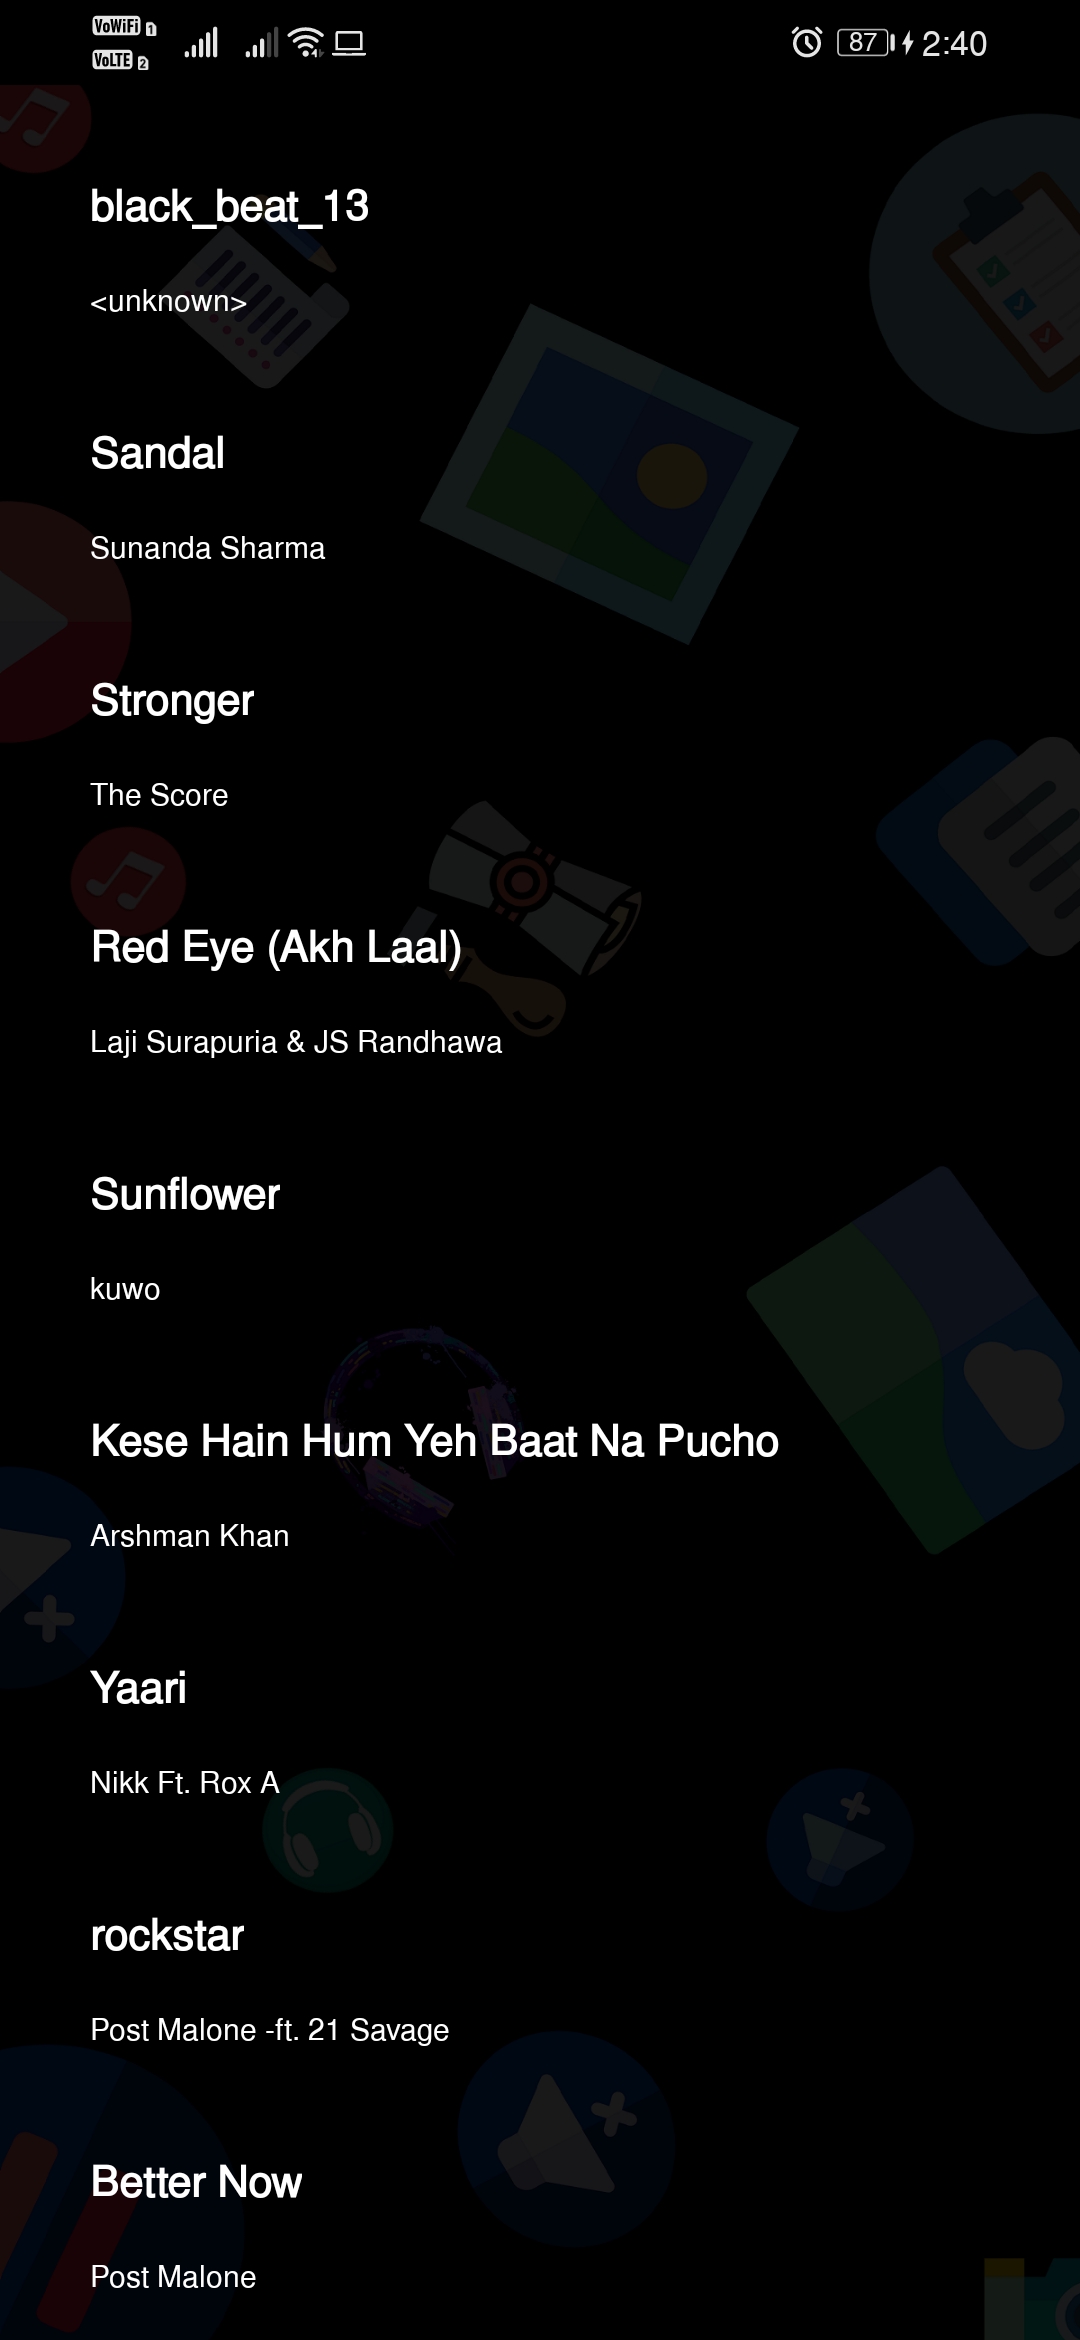 VoWiFi 1
VoLTE 2
87 2:40
black_beat_13
<unknown>
Sandal
Sunanda Sharma
Stronger
The Score
Red Eye (Akh Laal)
Laji Surapuria & JS Randhawa
Sunflower
kuwo
Kese Hain Hum Yeh Baat Na Pucho
Arshman Khan
Yaari
Nikk Ft. Rox A
rockstar
Post Malone -ft. 21 Savage
Better Now
Post Malone